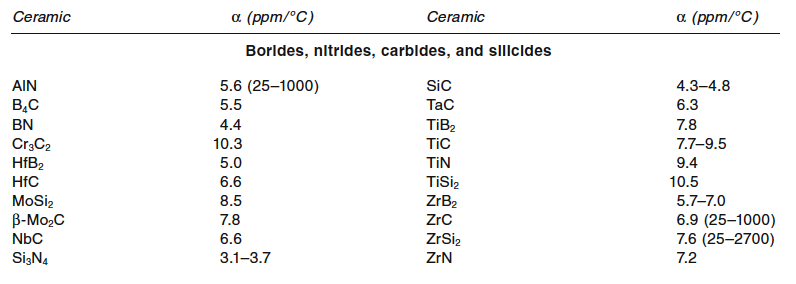 Ceramic α (ppm/°C) Ceramic α (ppm/°C)
Borides, nitrides, carbides, and silicides
AlN 5.6 (25–1000) SiC 4.3–4.8
B₄C 5.5 TaC 6.3
BN 4.4 TiB₂ 7.8
Cr₃C₂ 10.3 TiC 7.7–9.5
HfB₂ 5.0 TiN 9.4
HfC 6.6 TiSi₂ 10.5
MoSi₂ 8.5 ZrB₂ 5.7–7.0
β-Mo₂C 7.8 ZrC 6.9 (25–1000)
NbC 6.6 ZrSi₂ 7.6 (25–2700)
Si₃N₄ 3.1–3.7 ZrN 7.2